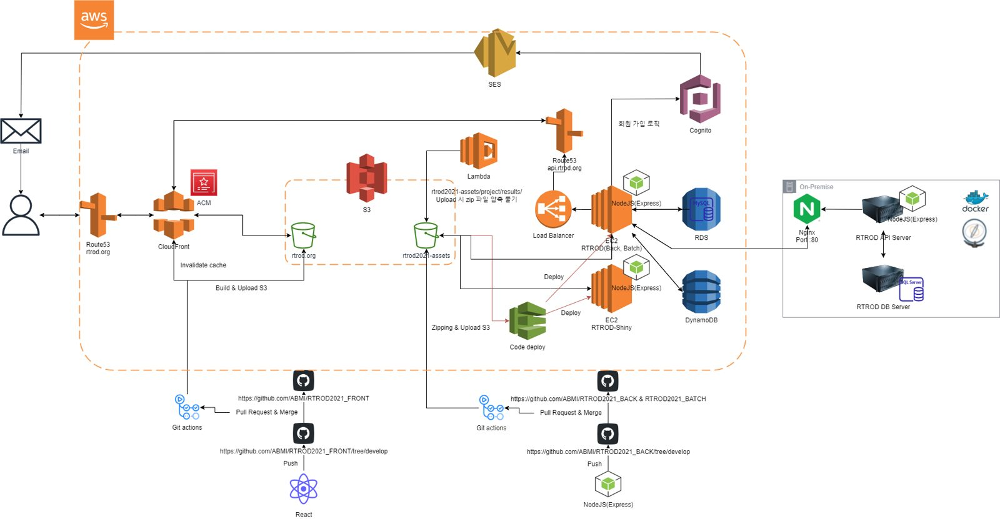 aws
SES
Cognito
회원 가입 로직
Email
Lambda
Route53
api.rtrod.org
rtrod2021-assets/project/results/
Upload 시 zip 파일 압축 풀기
ACM
S3
NodeJS(Express)
Load Balancer
MySQL
RDS
On-Premise
Nginx
Port :80
NodeJS(Express)
RTROD API Server
docker
Route53
rtrod.org
CloudFront
rtrod.org
rtrod2021-assets
EC2
RTROD(Back, Batch)
Invalidate cache
Build & Upload S3
Deploy
NodeJS(Express)
SQL Server
RTROD DB Server
Deploy
Zipping & Upload S3
Code deploy
EC2
RTROD-Shiny
DynamoDB
https://github.com/ABMI/RTROD2021_FRONT
Pull Request & Merge
Git actions
https://github.com/ABMI/RTROD2021_FRONT/tree/develop
Push
React
https://github.com/ABMI/RTROD2021_BACK & RTROD2021_BATCH
Pull Request & Merge
Git actions
https://github.com/ABMI/RTROD2021_BACK/tree/develop
Push
NodeJS(Express)